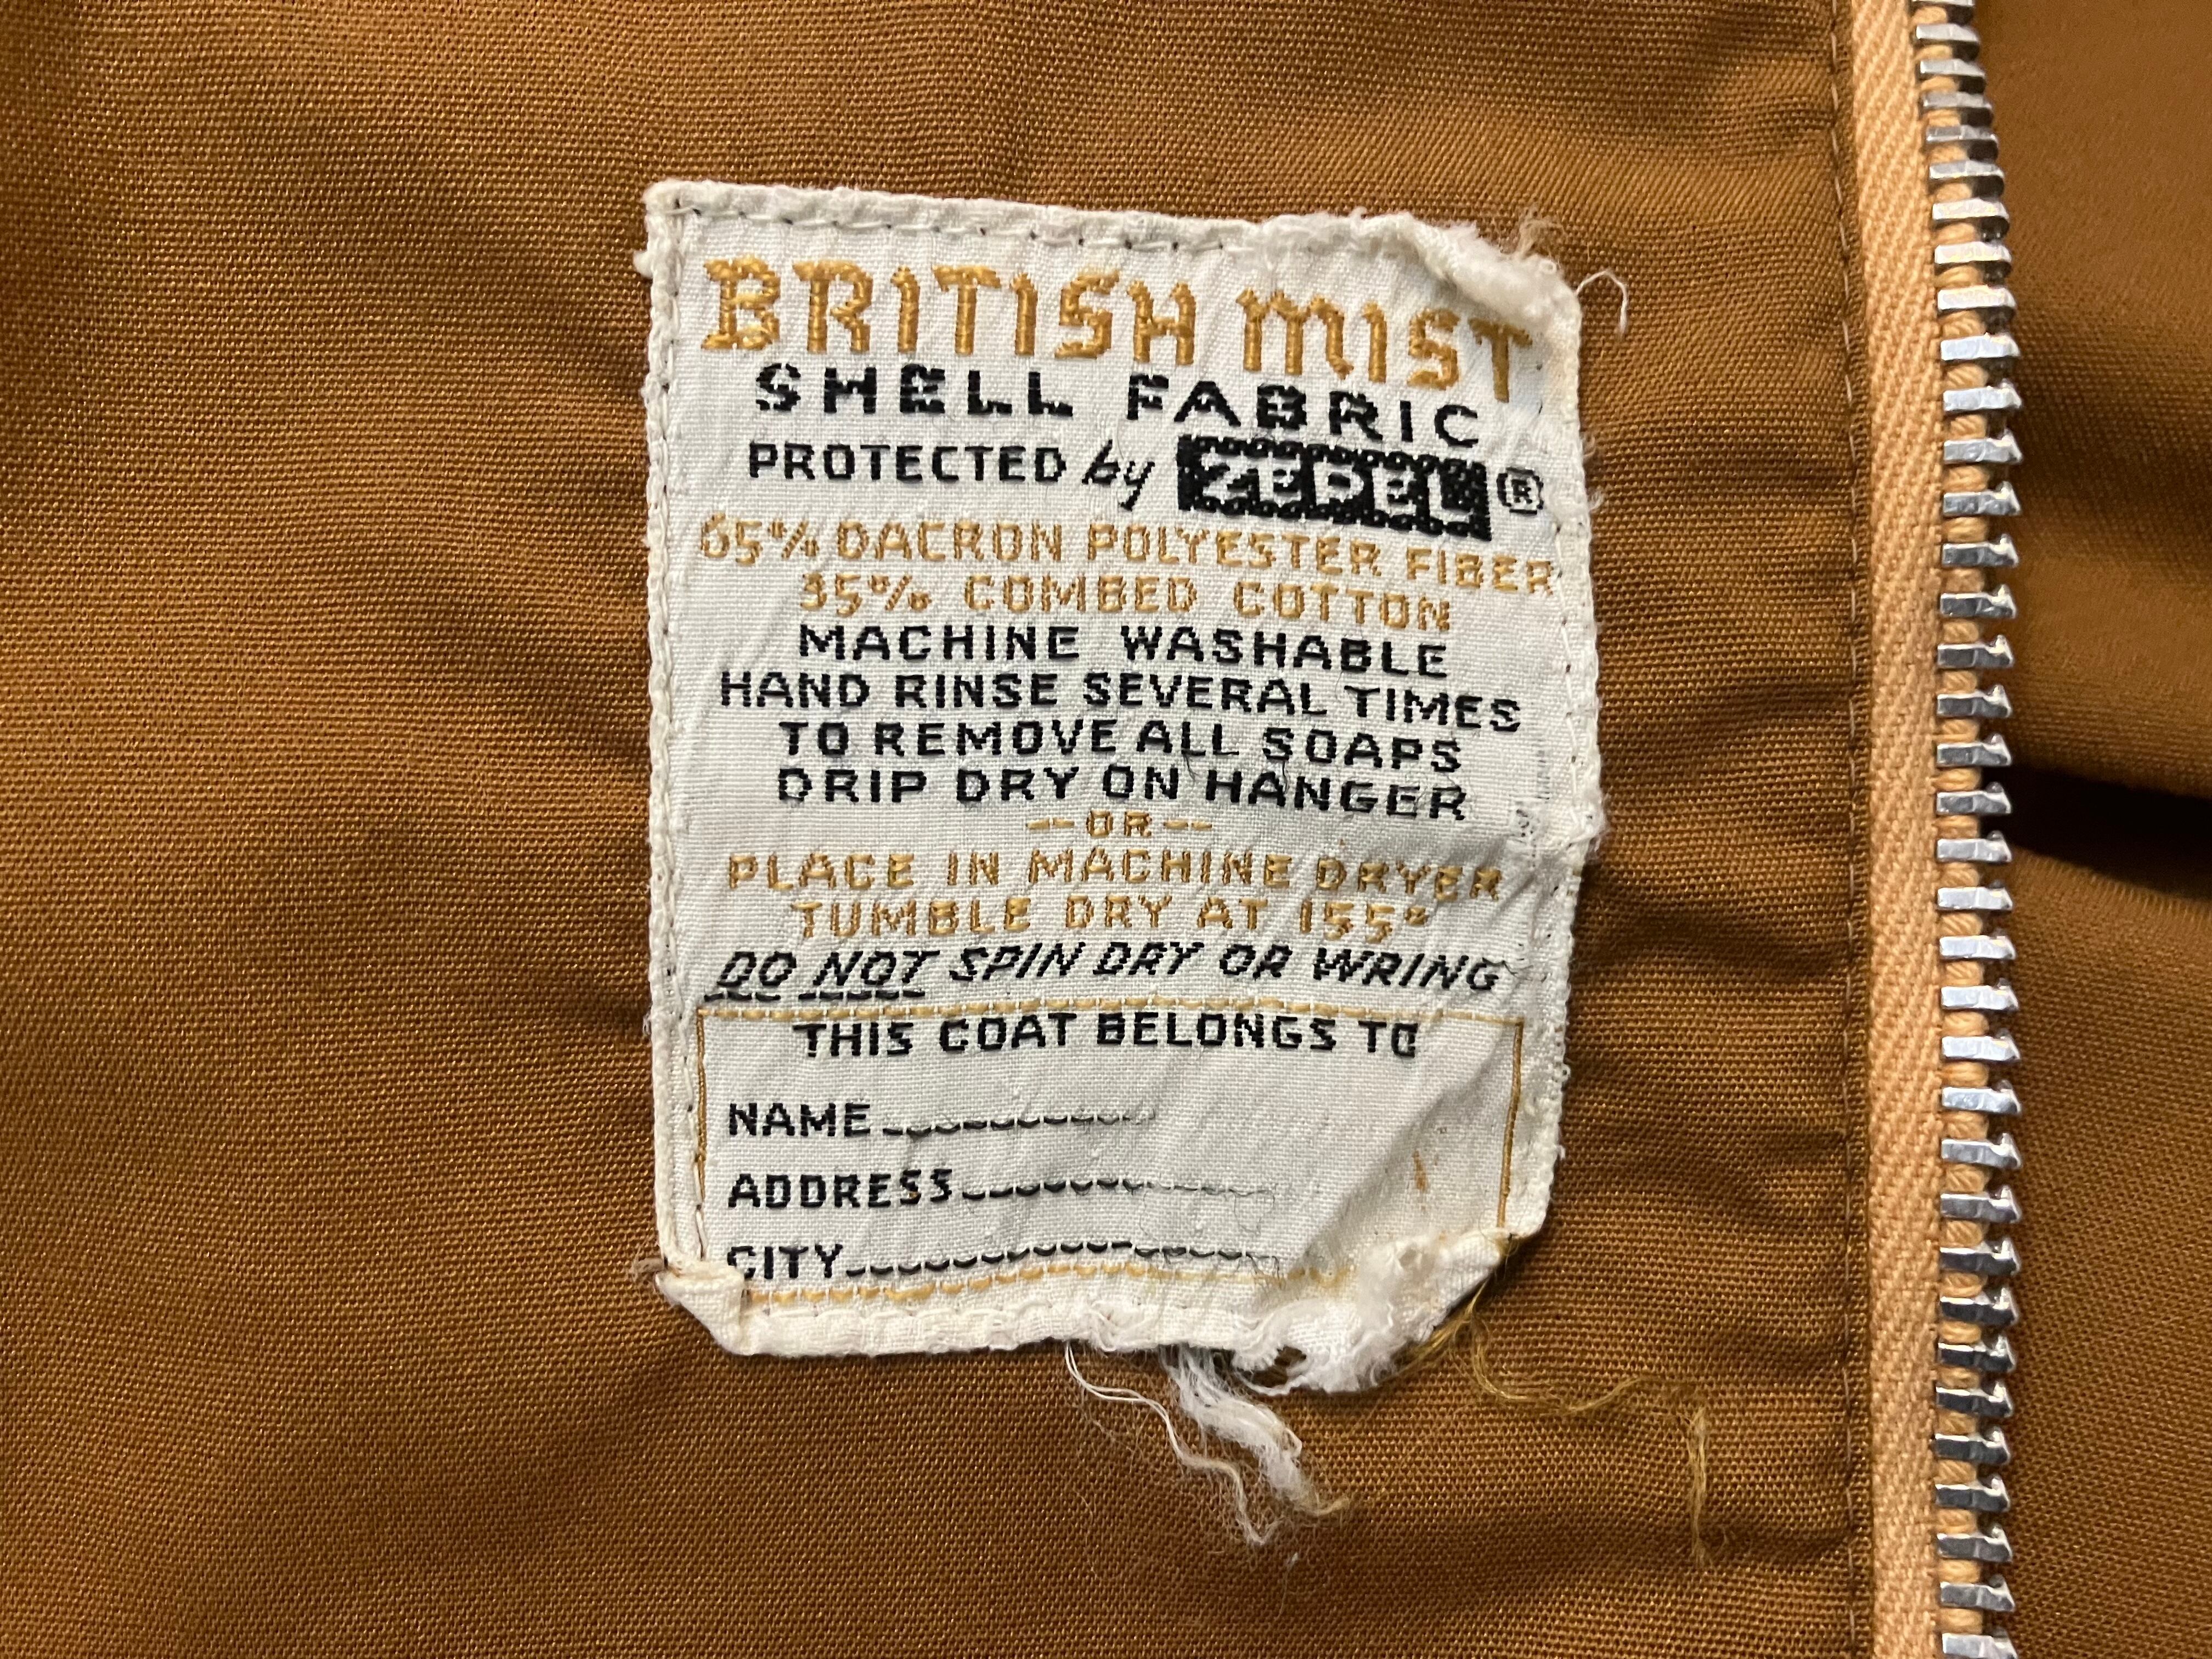 BRITISH MIST
SHELL FABRIC
PROTECTED by ZEPEL®
65% DACRON POLYESTER FIBER
35% COMBED COTTON
MACHINE WASHABLE
HAND RINSE SEVERAL TIMES
TO REMOVE ALL SOAPS
DRIP DRY ON HANGER
--OR--
PLACE IN MACHINE DRYER
TUMBLE DRY AT 155°
DO NOT SPIN DRY OR WRING
THIS COAT BELONGS TO
NAME
ADDRESS
CITY